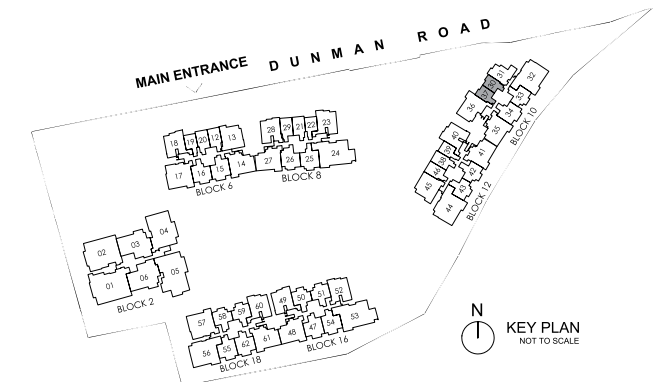 DUNMAN ROAD
MAIN ENTRANCE
31 32
30
37 33
36 34
35
BLOCK 10
40
39 41
38
46 42
45 43
44
BLOCK 12
18 19 20 12 13
17 16 15 14
BLOCK 6
28 29 21 22 23
27 26 25 24
BLOCK 8
04
02 03
01 06 05
BLOCK 2
57 58 59 60
56 55 62 61
BLOCK 18
49 50 51 52
48 47 54 53
BLOCK 16
N
KEY PLAN
NOT TO SCALE